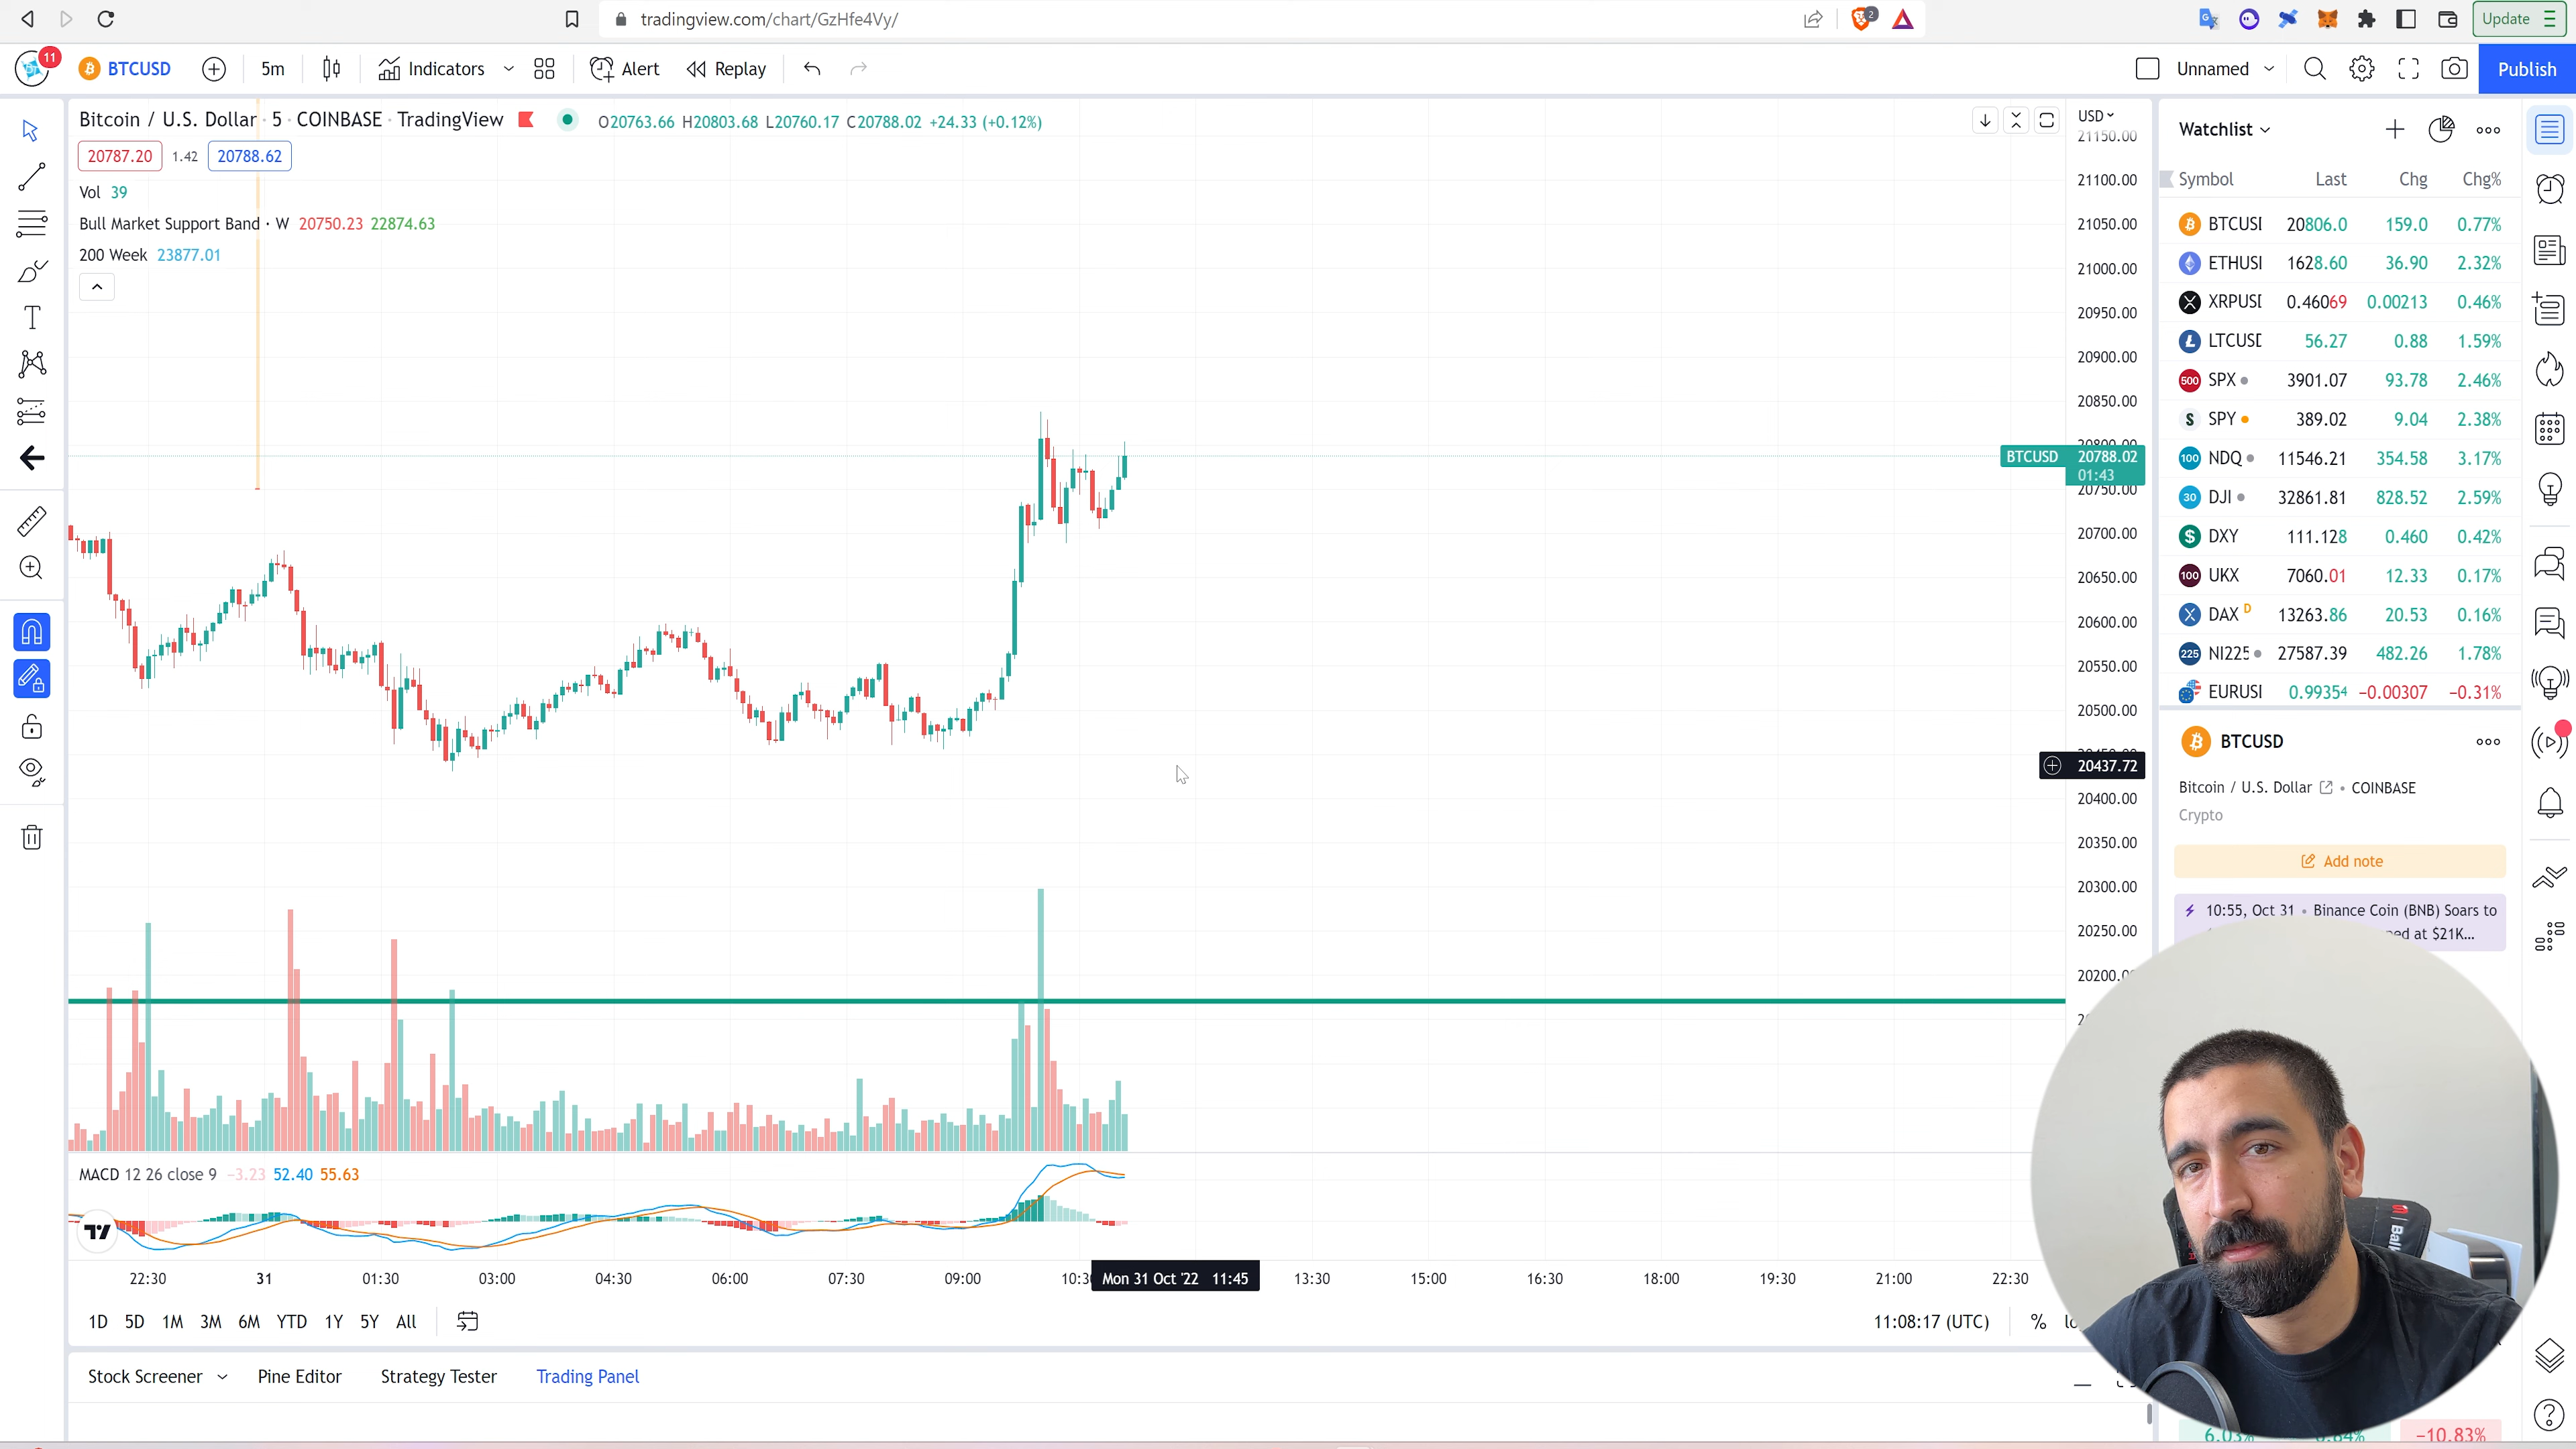 tradingview.com/chart/GzHfe4Vy/
2
Update
11
BTCUSD
5m
Indicators
Alert
Replay
Unnamed
Publish
Bitcoin / U.S. Dollar · 5 · COINBASE · TradingView
O20763.66 H20803.68 L20760.17 C20788.02 +24.33 (+0.12%)
20787.20 1.42 20788.62
Vol 39
Bull Market Support Band · W 20750.23 22874.63
200 Week 23877.01
USD
21150.00
21100.00
21050.00
21000.00
20950.00
20900.00
20850.00
20800.00
BTCUSD 20788.02
01:43
20750.00
20700.00
20650.00
20600.00
20550.00
20500.00
20437.72
20400.00
20350.00
20300.00
20250.00
MACD 12 26 close 9 −3.23 52.40 55.63
22:30 31 01:30 03:00 04:30 06:00 07:30 09:00 Mon 31 Oct '22 11:45 13:30 15:00 16:30 18:00 19:30 21:00 22:30
1D 5D 1M 3M 6M YTD 1Y 5Y All
11:08:17 (UTC) %
Stock Screener Pine Editor Strategy Tester Trading Panel
Watchlist
Symbol Last Chg Chg%
BTCUSI 20806.0 159.0 0.77%
ETHUSI 1628.60 36.90 2.32%
XRPUSI 0.46069 0.00213 0.46%
LTCUSI 56.27 0.88 1.59%
500 SPX 3901.07 93.78 2.46%
S SPY 389.02 9.04 2.38%
100 NDQ 11546.21 354.58 3.17%
30 DJI 32861.81 828.52 2.59%
$ DXY 111.128 0.460 0.42%
100 UKX 7060.01 12.33 0.17%
DAX D 13263.86 20.53 0.16%
225 NI225 27587.39 482.26 1.78%
EURUSI 0.99354 −0.00307 −0.31%
BTCUSD
Bitcoin / U.S. Dollar • COINBASE
Crypto
Add note
10:55, Oct 31 • Binance Coin (BNB) Soars to
at $21K...
−10.83%